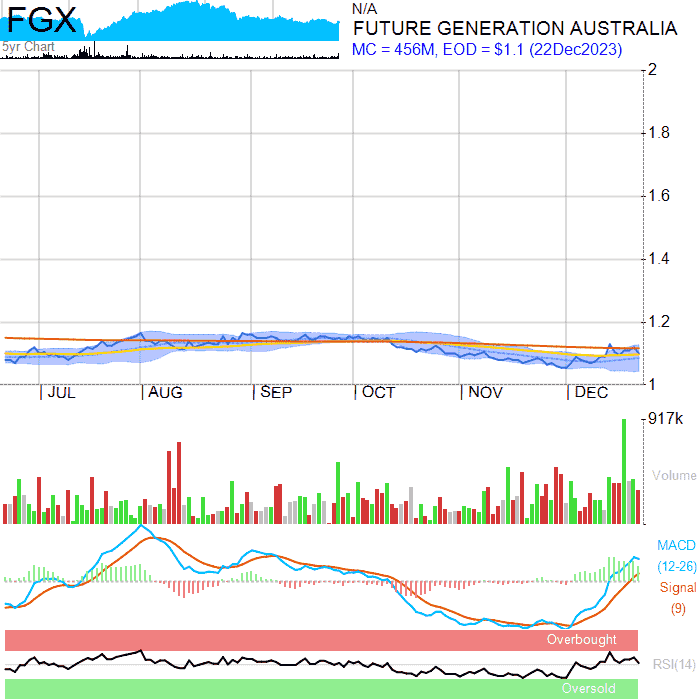 FGX
5yr Chart
N/A
FUTURE GENERATION AUSTRALIA
MC = 456M, EOD = $1.1 (22Dec2023)
2
1.8
1.6
1.4
1.2
1
JUL AUG SEP OCT NOV DEC
917k
Volume
MACD
(12-26)
Signal
(9)
Overbought
RSI(14)
Oversold